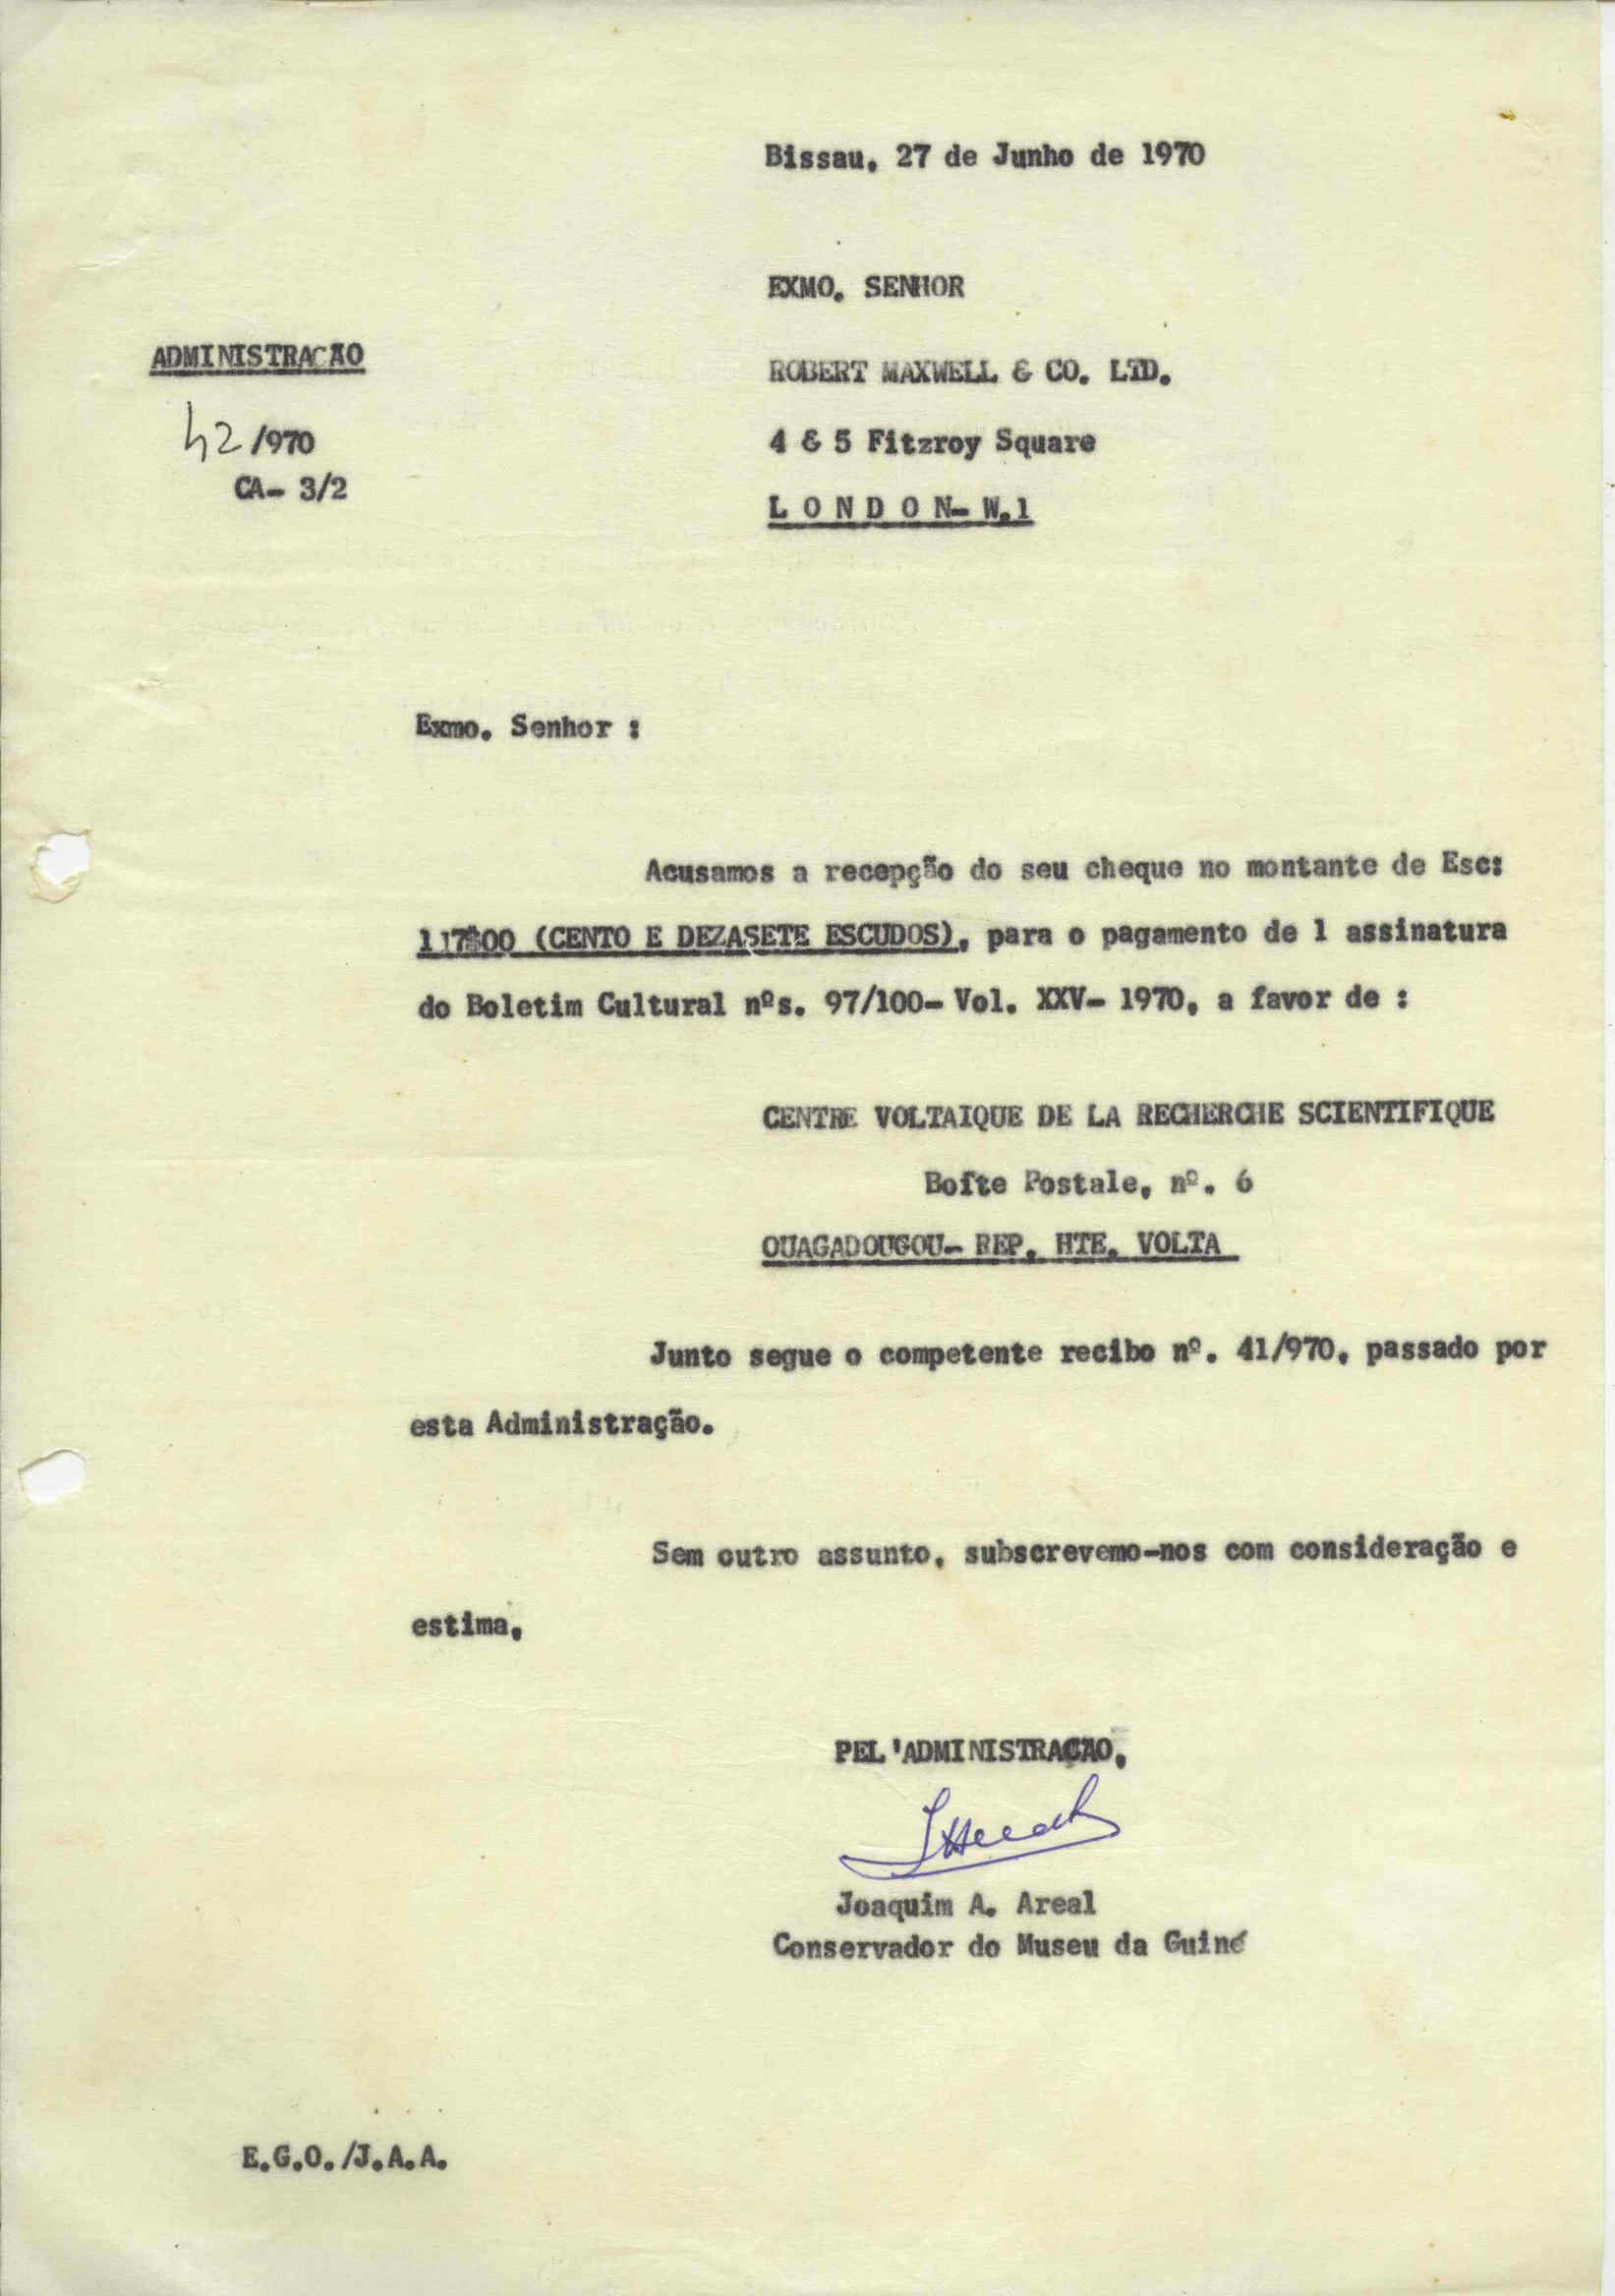 Bissau, 27 de Junho de 1970
EXMO. SENHOR
ADMINISTRAÇÃO
ROBERT MAXWELL & CO. LTD.
42/970
4 & 5 Fitzroy Square
CA- 3/2
L O N D O N- W.1
Exmo. Senhor :
Acusamos a recepção do seu cheque no montante de Esc:
117$00 (CENTO E DEZASETE ESCUDOS), para o pagamento de 1 assinatura
do Boletim Cultural nºs. 97/100- Vol. XXV- 1970, a favor de :
CENTRE VOLTAIQUE DE LA RECHERCHE SCIENTIFIQUE
Boîte Postale, nº. 6
OUAGADOUGOU- REP. HTE. VOLTA
Junto segue o competente recibo nº. 41/970, passado por
esta Administração.
Sem outro assunto, subscrevemo-nos com consideração e
estima,
PEL'ADMINISTRAÇÃO,
Joaquim A. Areal
Conservador do Museu da Guiné
E.G.O./J.A.A.